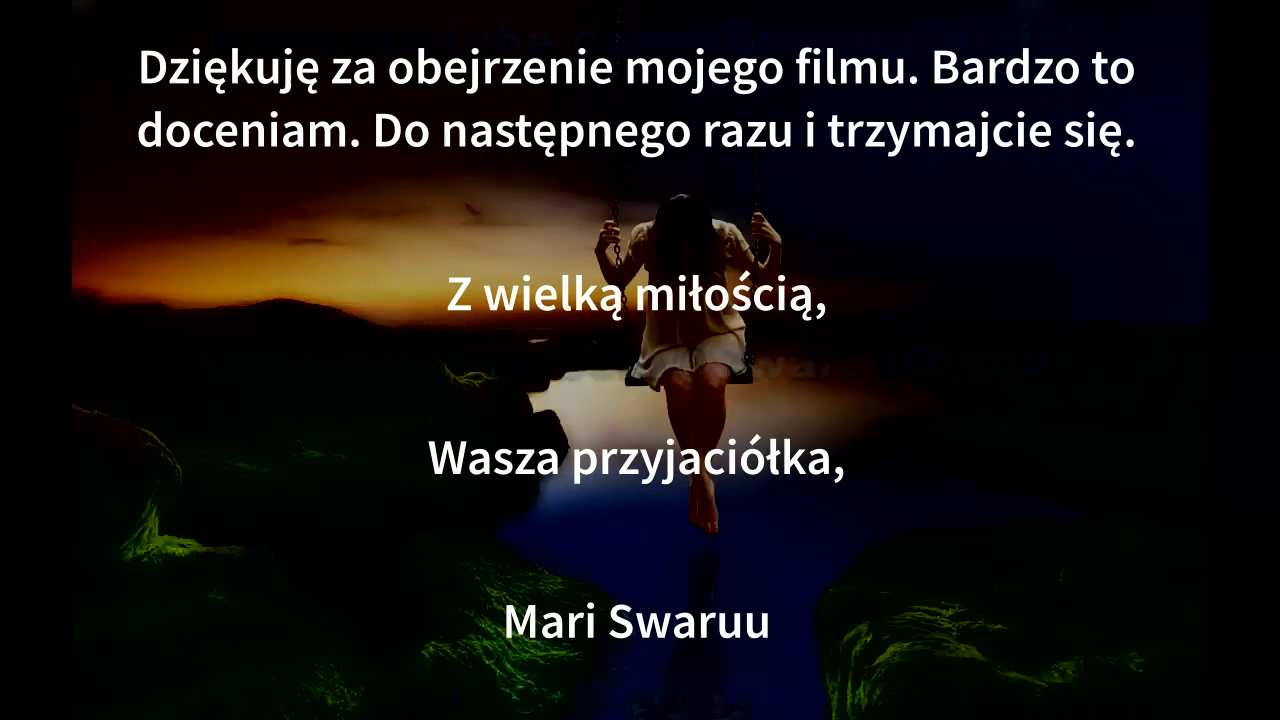 Dziękuję za obejrzenie mojego filmu. Bardzo to
doceniam. Do następnego razu i trzymajcie się.
Z wielką miłością,
Wasza przyjaciółka,
Mari Swaruu